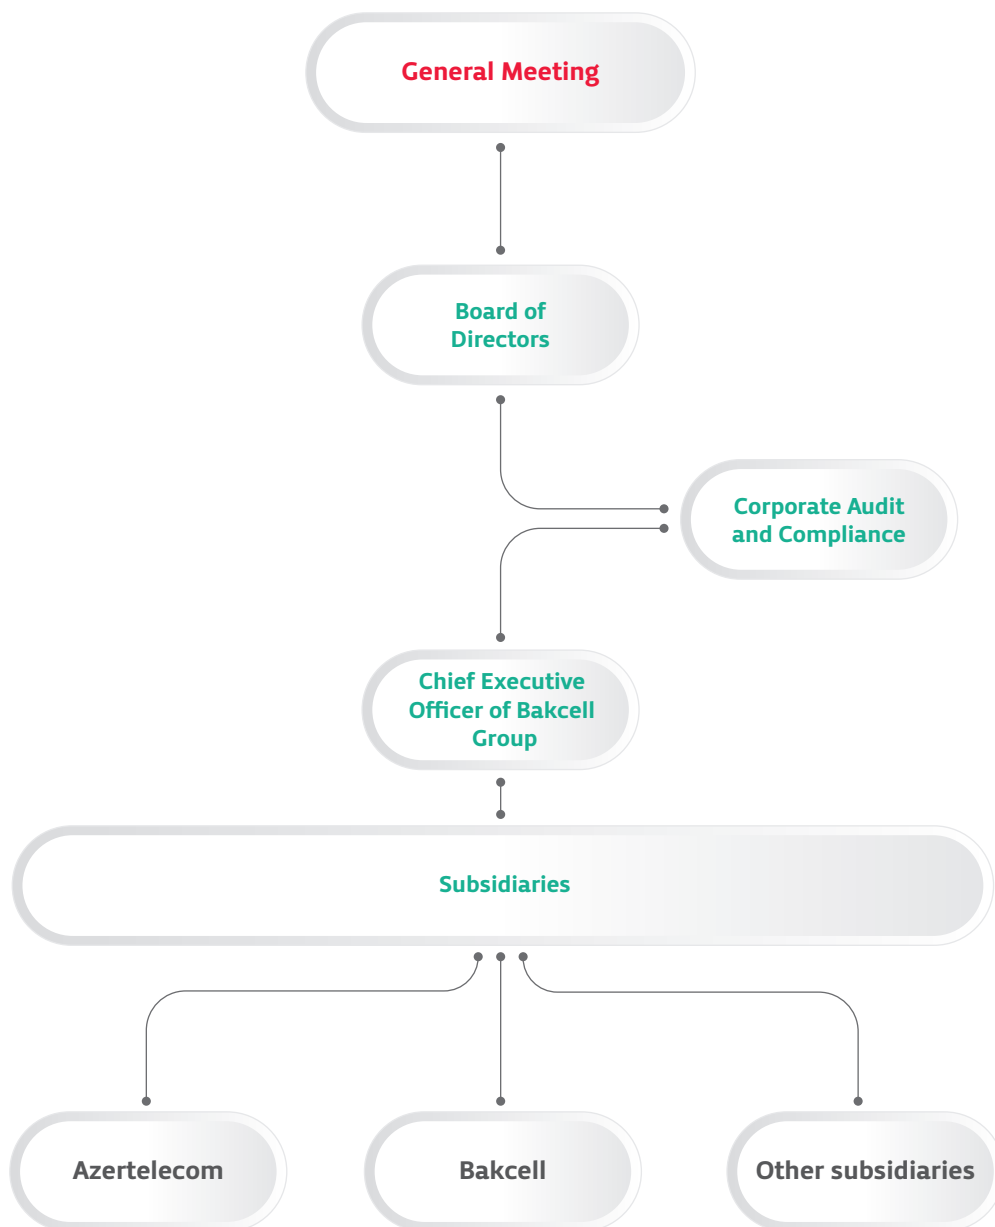 General Meeting
Board of
Directors
Corporate Audit
and Compliance
Chief Executive
Officer of Bakcell
Group
Subsidiaries
Azertelecom
Bakcell
Other subsidiaries